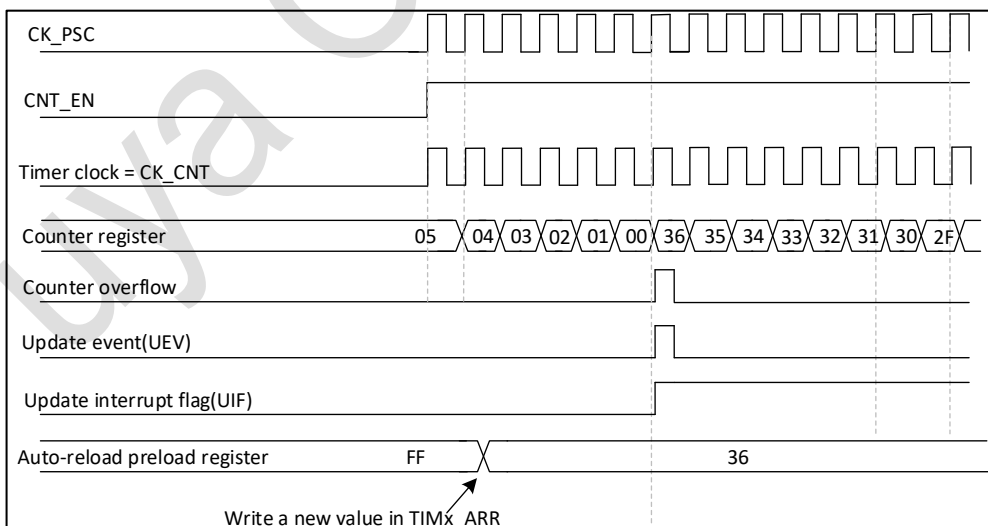 CK_PSC
CNT_EN
Timer clock = CK_CNT
Counter register 05 04 03 02 01 00 36 35 34 33 32 31 30 2F
Counter overflow
Update event(UEV)
Update interrupt flag(UIF)
Auto-reload preload register FF 36
Write a new value in TIMx_ARR
uya